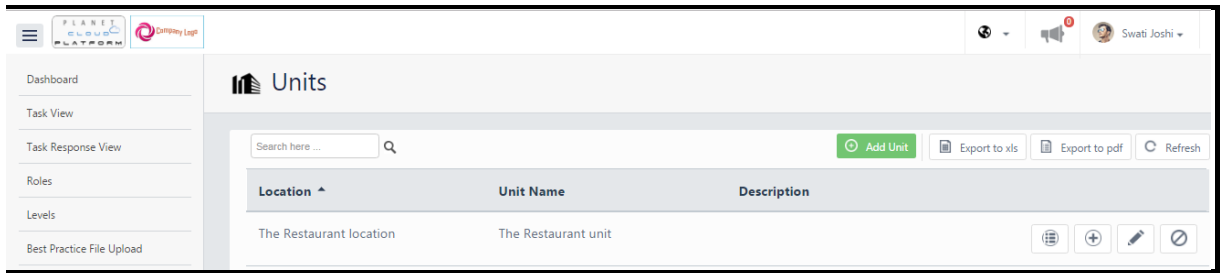 PLANET
CLOUD
PLATFORM
Company Logo
0
Swati Joshi
Dashboard
Task View
Task Response View
Roles
Levels
Best Practice File Upload
Units
Search here ...
Add Unit
Export to xls
Export to pdf
Refresh
Location Unit Name Description
The Restaurant location The Restaurant unit